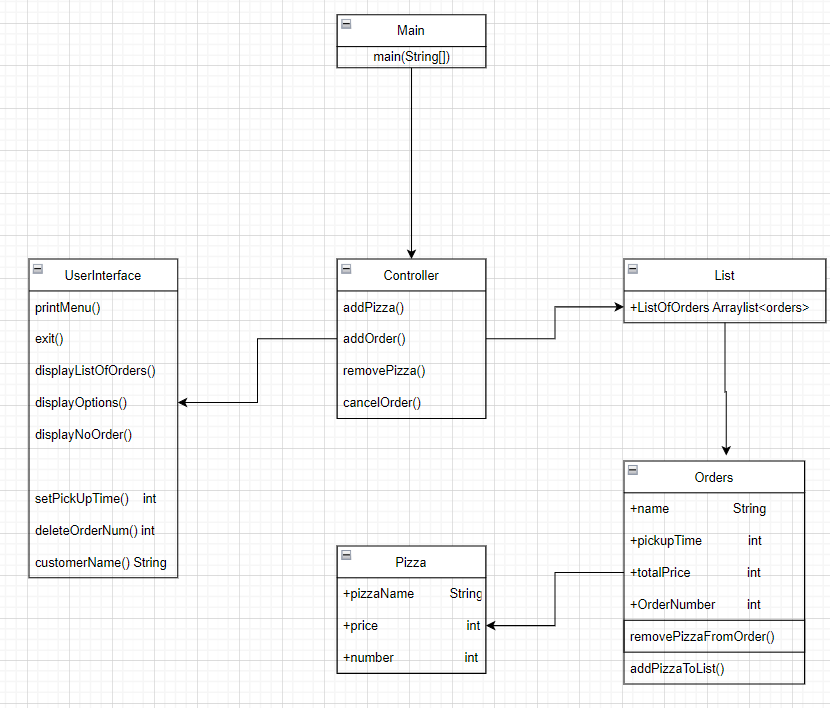 Main
main(String[])
UserInterface
printMenu()
exit()
displayListOfOrders()
displayOptions()
displayNoOrder()
setPickUpTime() int
deleteOrderNum() int
customerName() String
Controller
addPizza()
addOrder()
removePizza()
cancelOrder()
List
+ListOfOrders Arraylist<orders>
Orders
+name String
+pickupTime int
+totalPrice int
+OrderNumber int
removePizzaFromOrder()
addPizzaToList()
Pizza
+pizzaName String
+price int
+number int